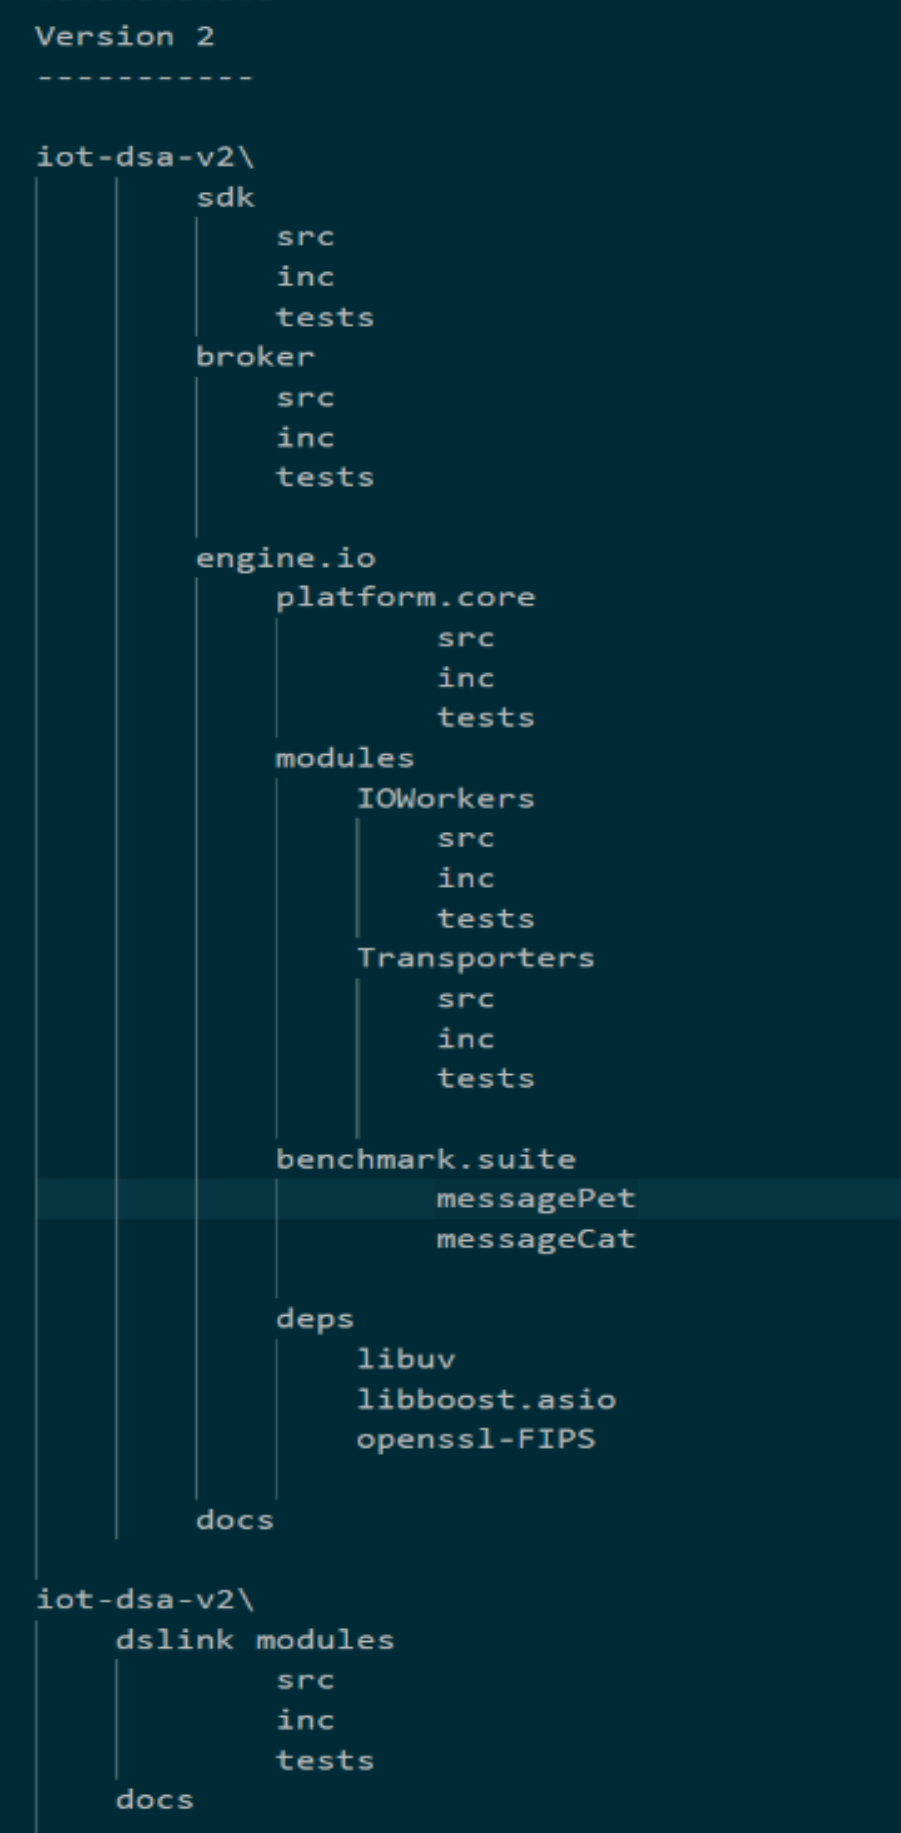 Version 2
-----------
iot-dsa-v2\
sdk
src
inc
tests
broker
src
inc
tests
engine.io
platform.core
src
inc
tests
modules
IOWorkers
src
inc
tests
Transporters
src
inc
tests
benchmark.suite
messagePet
messageCat
deps
libuv
libboost.asio
openssl-FIPS
docs
iot-dsa-v2\
dslink modules
src
inc
tests
docs